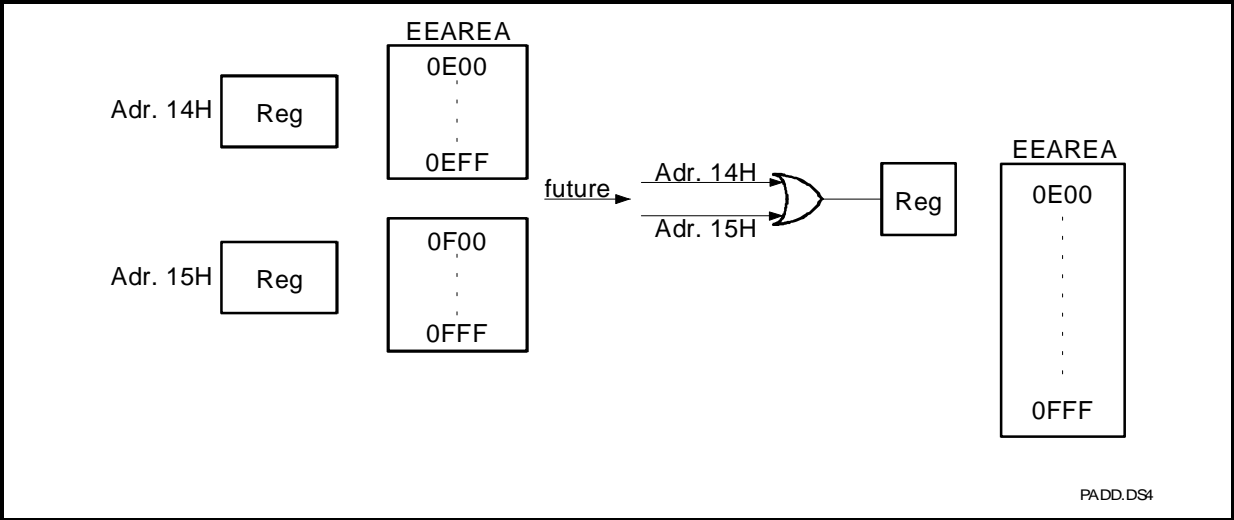 EEAREA
0E00
Adr. 14H
Reg
0EFF
future
0F00
Adr. 15H
Reg
0FFF
Adr. 14H
Adr. 15H
Reg
EEAREA
0E00
0FFF
PADD.DS4